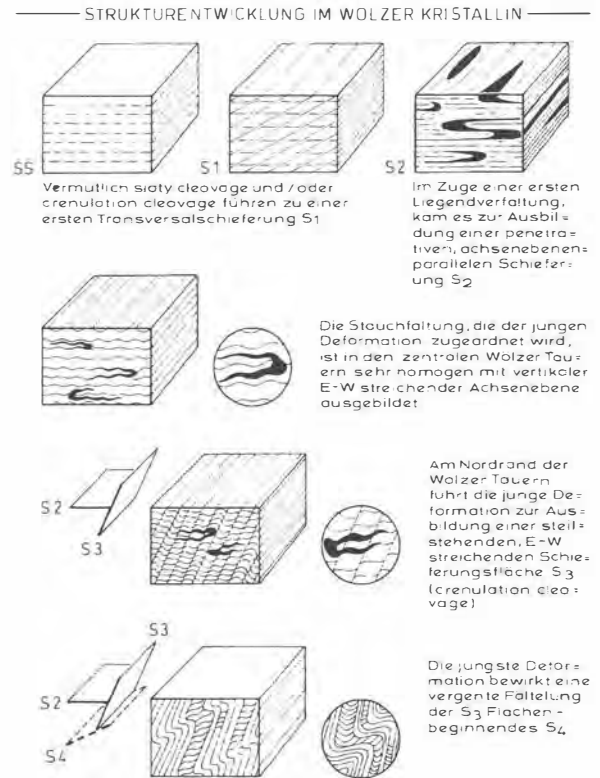 STRUKTURENTWICKLUNG IM WOLZER KRISTALLIN
SS
S1
S2
Vermutlich slaty cleavage und/oder
crenulation cleavage führen zu einer
ersten Transversalschieferung S1
Im Zuge einer ersten
Liegendverfaltung,
kam es zur Ausbil=
dung einer penetra=
tiven, achsenebenen=
parallelen Schiefer=
ung S2
Die Stauchfaltung, die der jungen
Deformation zugeordnet wird,
ist in den zentralen Wolzer Tau=
ern sehr homogen mit vertikaler
E-W streichender Achsenebene
ausgebildet
S2
S3
Am Nordrand der
Wolzer Tauern
führt die junge De=
formation zur Aus=
bildung einer steil=
stehenden, E-W
streichenden Schie=
ferungsfläche S3
(crenulation clea=
vage)
S3
S2
S4
Die jungste Defor=
mation bewirkt eine
vergente Faltelung
der S3 Flachen -
beginnendes S4